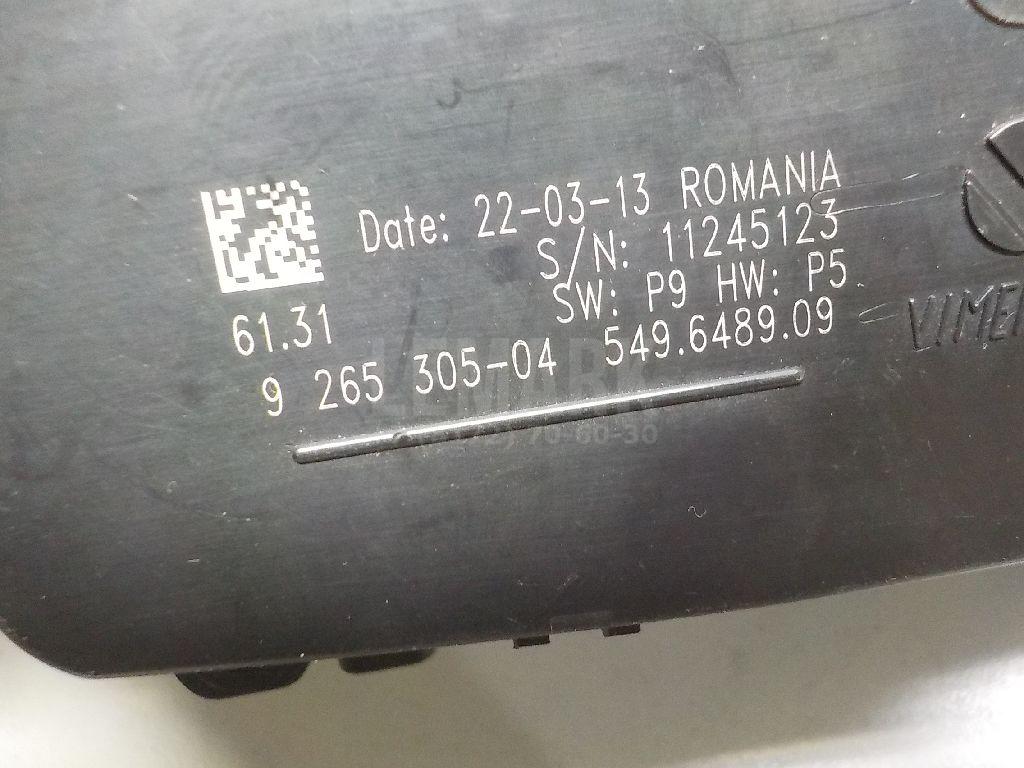 Date: 22-03-13 ROMANIA
S/N: 11245123
SW: P9 HW: P5
61.31
9 265 305-04 549.6489.09
LEMARK